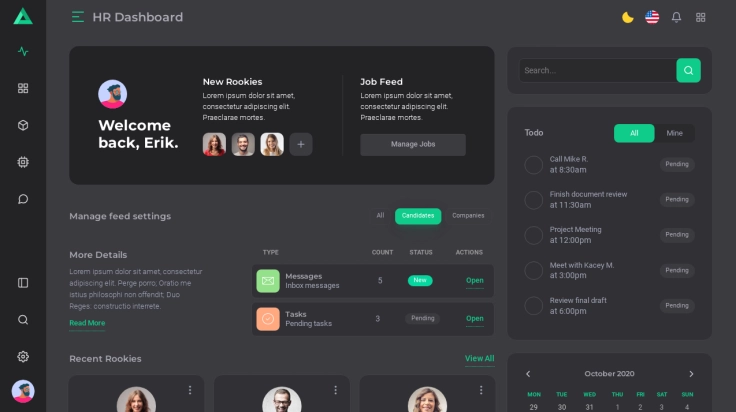 HR Dashboard
Welcome
back, Erik.
New Rookies
Lorem ipsum dolor sit amet,
consectetur adipiscing elit.
Praeclarae mortes.
Job Feed
Lorem ipsum dolor sit amet,
consectetur adipiscing elit.
Praeclarae mortes.
Manage Jobs
Search...
Todo
All
Mine
Call Mike R.
at 8:30am
Pending
Finish document review
at 11:30am
Pending
Project Meeting
at 12:00pm
Pending
Meet with Kacey M.
at 3:00pm
Pending
Review final draft
at 6:00pm
Pending
Manage feed settings
All
Candidates
Companies
More Details
Lorem ipsum dolor sit amet, consectetur
adipiscing elit. Perge porro, Oratio me
istius philosophi non offendit; Duo
Reges: constructio interrete.
Read More
TYPE COUNT STATUS ACTIONS
Messages
Inbox messages
5
New
Open
Tasks
Pending tasks
3
Pending
Open
Recent Rookies
View All
October 2020
MON TUE WED THU FRI SAT SUN
29 30 31 1 2 3 4